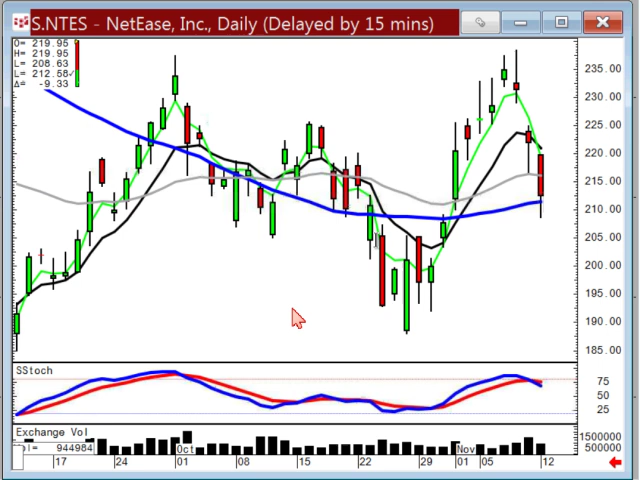 S.NTES - NetEase, Inc., Daily (Delayed by 15 mins)
O= 219.95
H= 219.95
L= 208.63
L= 212.58✓
Δ= -9.33
235.00
230.00
225.00
220.00
215.00
210.00
205.00
200.00
195.00
190.00
185.00
SStoch
75
50
25
Exchange Vol
Vol= 944984
1500000
500000
Oct
Nov
17
24
01
08
15
22
29
01
05
12